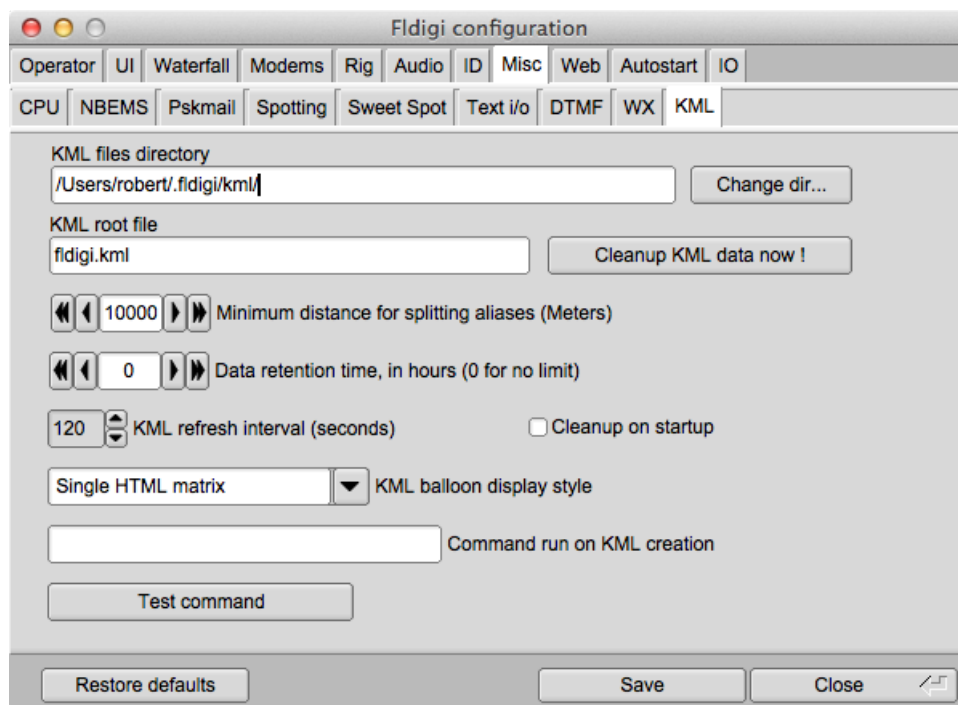 Fldigi configuration
Operator UI Waterfall Modems Rig Audio ID Misc Web Autostart IO
CPU NBEMS Pskmail Spotting Sweet Spot Text i/o DTMF WX KML
KML files directory
/Users/robert/.fldigi/kml/ Change dir...
KML root file
fldigi.kml Cleanup KML data now !
10000 Minimum distance for splitting aliases (Meters)
0 Data retention time, in hours (0 for no limit)
120 KML refresh interval (seconds) Cleanup on startup
Single HTML matrix KML balloon display style
Command run on KML creation
Test command
Restore defaults Save Close